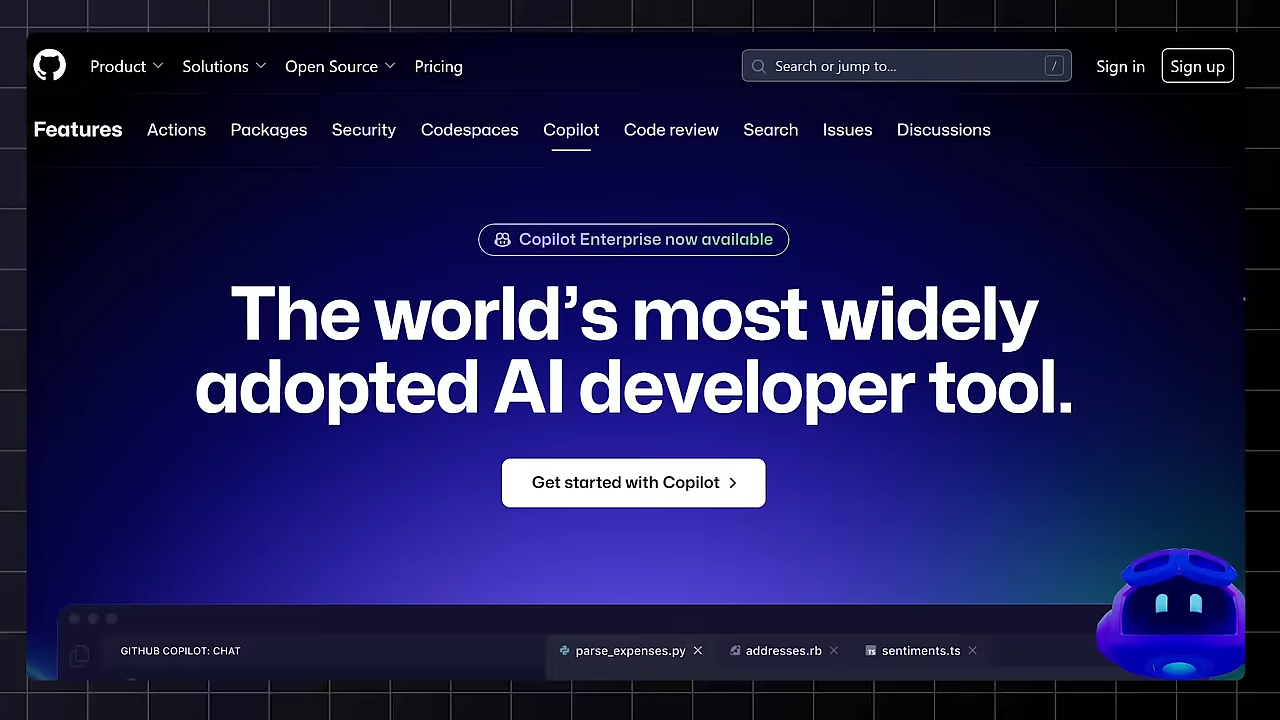 Product Solutions Open Source Pricing Search or jump to... / Sign in Sign up
Features Actions Packages Security Codespaces Copilot Code review Search Issues Discussions
Copilot Enterprise now available
The world’s most widely
adopted AI developer tool.
Get started with Copilot
GITHUB COPILOT: CHAT parse_expenses.py addresses.rb TS sentiments.ts